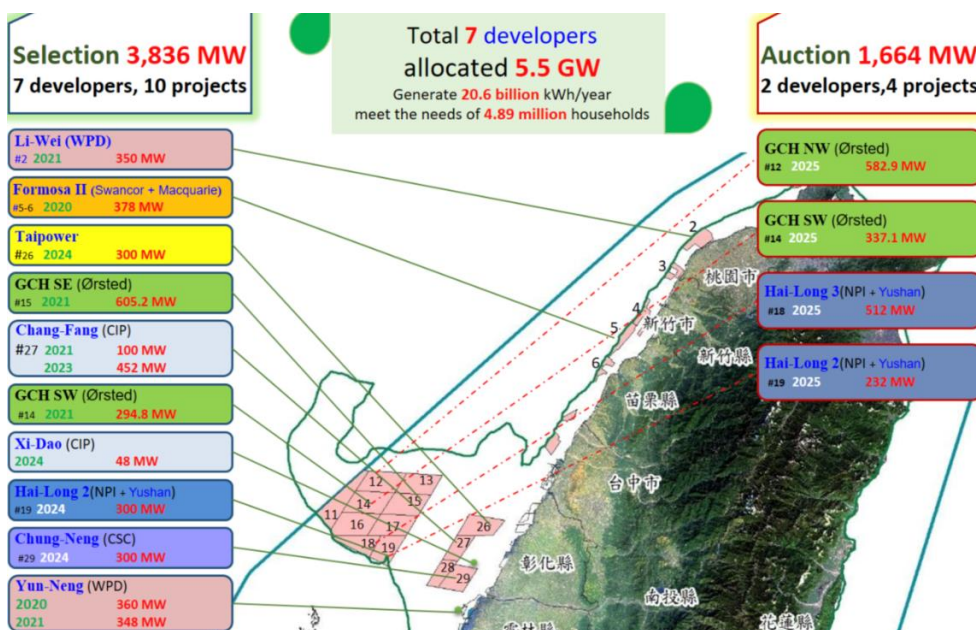 Selection 3,836 MW
7 developers, 10 projects
Total 7 developers
allocated 5.5 GW
Generate 20.6 billion kWh/year
meet the needs of 4.89 million households
Auction 1,664 MW
2 developers,4 projects
Li-Wei (WPD)
#2 2021 350 MW
Formosa II (Swancor + Macquarie)
#5-6 2020 378 MW
Taipower
#26 2024 300 MW
GCH SE (Ørsted)
#15 2021 605.2 MW
Chang-Fang (CIP)
#27 2021 100 MW
2023 452 MW
GCH SW (Ørsted)
#14 2021 294.8 MW
Xi-Dao (CIP)
2024 48 MW
Hai-Long 2(NPI + Yushan)
#19 2024 300 MW
Chung-Neng (CSC)
#29 2024 300 MW
Yun-Neng (WPD)
2020 360 MW
2021 348 MW
GCH NW (Ørsted)
#12 2025 582.9 MW
GCH SW (Ørsted)
#14 2025 337.1 MW
Hai-Long 3(NPI + Yushan)
#18 2025 512 MW
Hai-Long 2(NPI + Yushan)
#19 2025 232 MW
2
3
桃園市
4
5
新竹市
6
新竹縣
苗栗縣
台中市
12
13
14
15
11
16
17
26
18
19
27
28
29
彰化縣
南投縣
雲林縣
花蓮縣